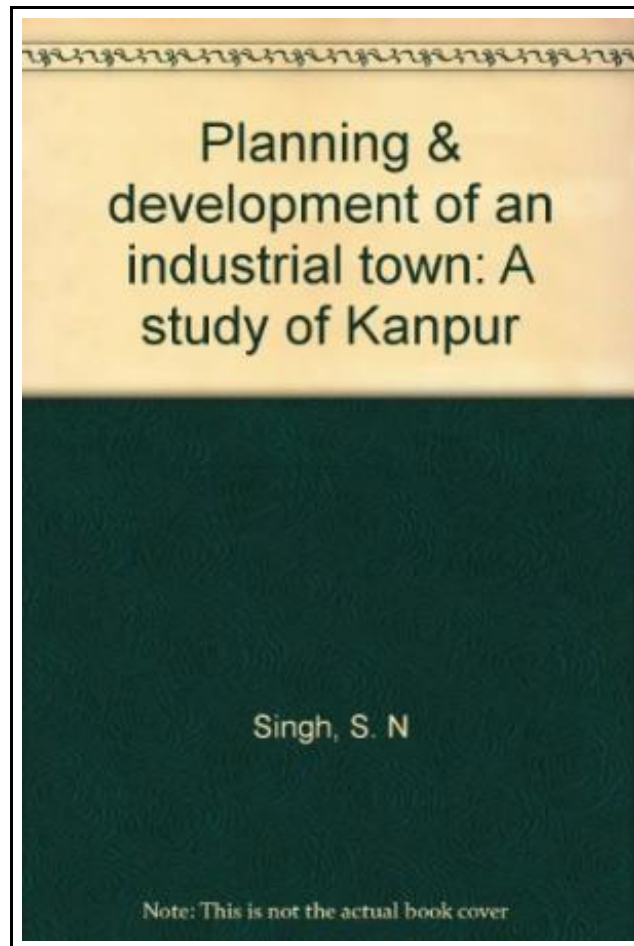 Planning &
development of an
industrial town: A
study of Kanpur
Singh, S. N
Note: This is not the actual book cover